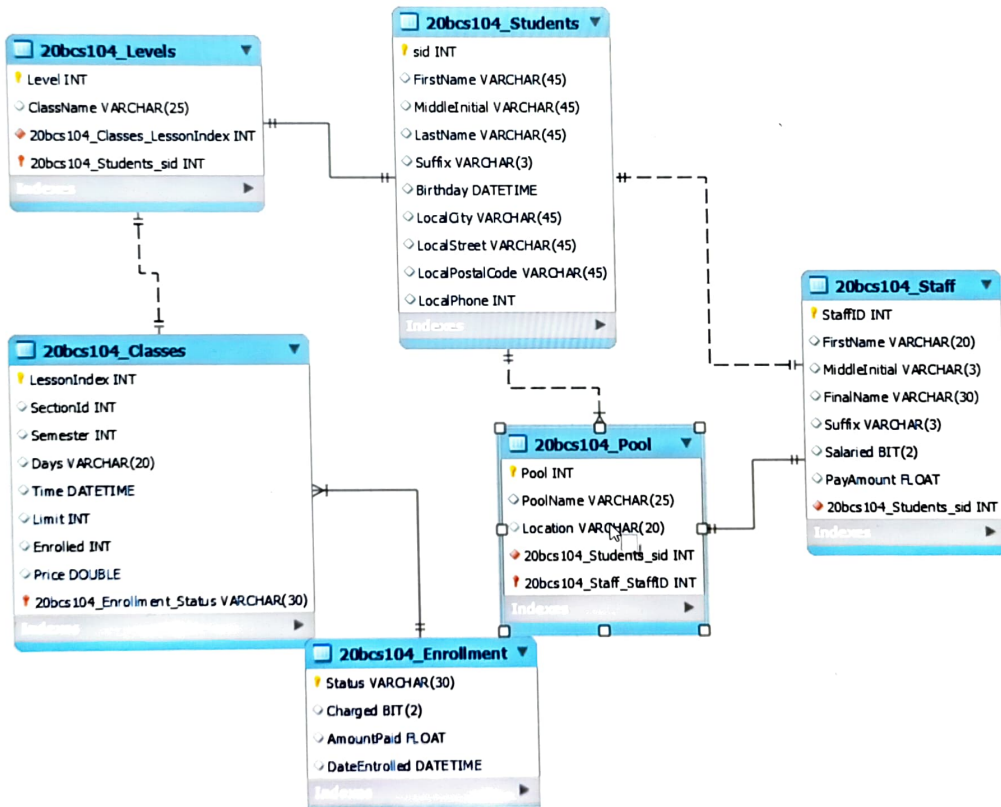 20bcs104_Levels
Level INT
ClassName VARCHAR(25)
20bcs104_Classes_LessonIndex INT
20bcs104_Students_sid INT
Indexes
20bcs104_Students
sid INT
FirstName VARCHAR(45)
MiddleInitial VARCHAR(45)
LastName VARCHAR(45)
Suffix VARCHAR(3)
Birthday DATETIME
LocalCity VARCHAR(45)
LocalStreet VARCHAR(45)
LocalPostalCode VARCHAR(45)
LocalPhone INT
Indexes
20bcs104_Staff
StaffID INT
FirstName VARCHAR(20)
MiddleInitial VARCHAR(3)
FinalName VARCHAR(30)
Suffix VARCHAR(3)
Salaried BIT(2)
PayAmount FLOAT
20bcs104_Students_sid INT
Indexes
20bcs104_Classes
LessonIndex INT
SectionId INT
Semester INT
Days VARCHAR(20)
Time DATETIME
Limit INT
Enrolled INT
Price DOUBLE
20bcs104_Enrollment_Status VARCHAR(30)
Indexes
20bcs104_Pool
Pool INT
PoolName VARCHAR(25)
Location VARCHAR(20)
20bcs104_Students_sid INT
20bcs104_Staff_StaffID INT
Indexes
20bcs104_Enrollment
Status VARCHAR(30)
Charged BIT(2)
AmountPaid FLOAT
DateEntrolled DATETIME
Indexes